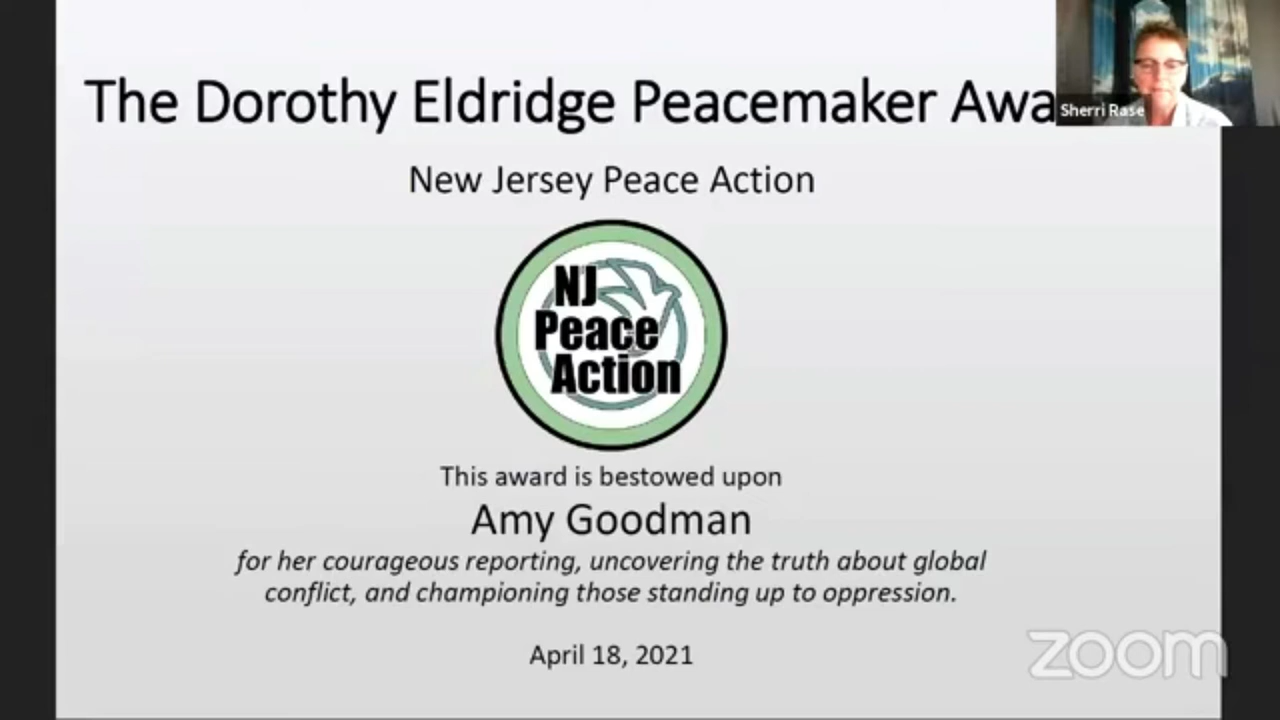 The Dorothy Eldridge Peacemaker Awa
Sherri Rase
New Jersey Peace Action
NJ
Peace
Action
This award is bestowed upon
Amy Goodman
for her courageous reporting, uncovering the truth about global
conflict, and championing those standing up to oppression.
April 18, 2021
zoom